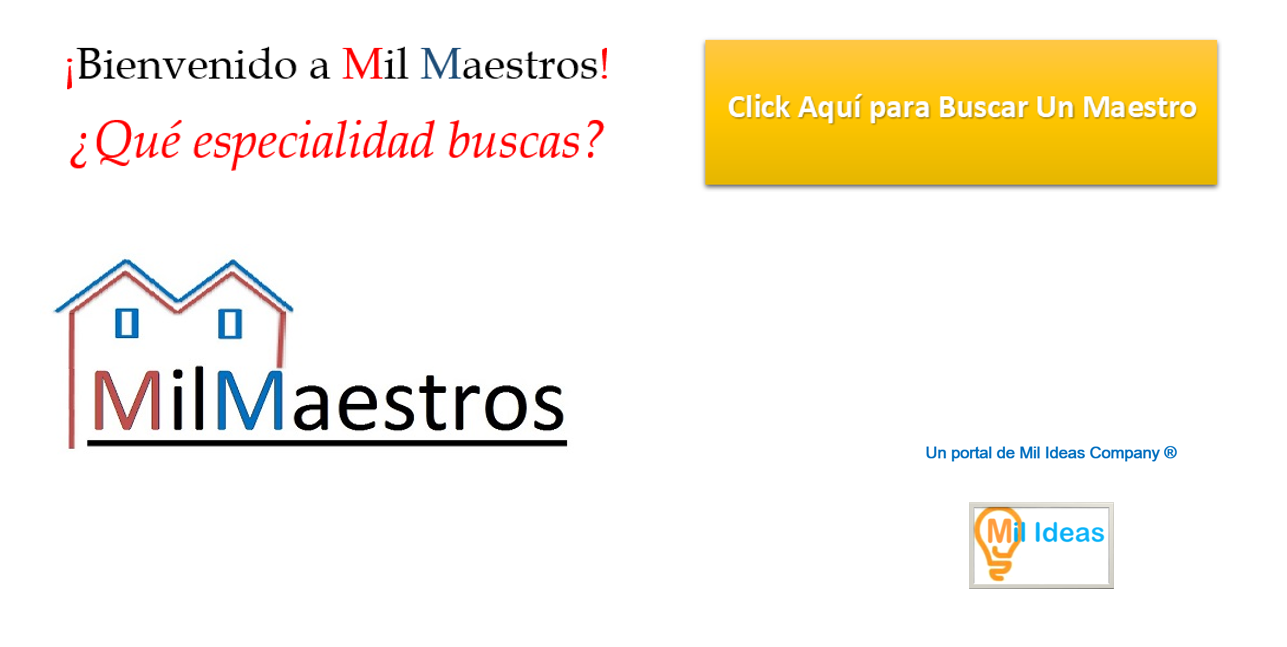 ¡Bienvenido a Mil Maestros!
¿Qué especialidad buscas?
Click Aquí para Buscar Un Maestro
MilMaestros
Un portal de Mil Ideas Company ®
Mil Ideas